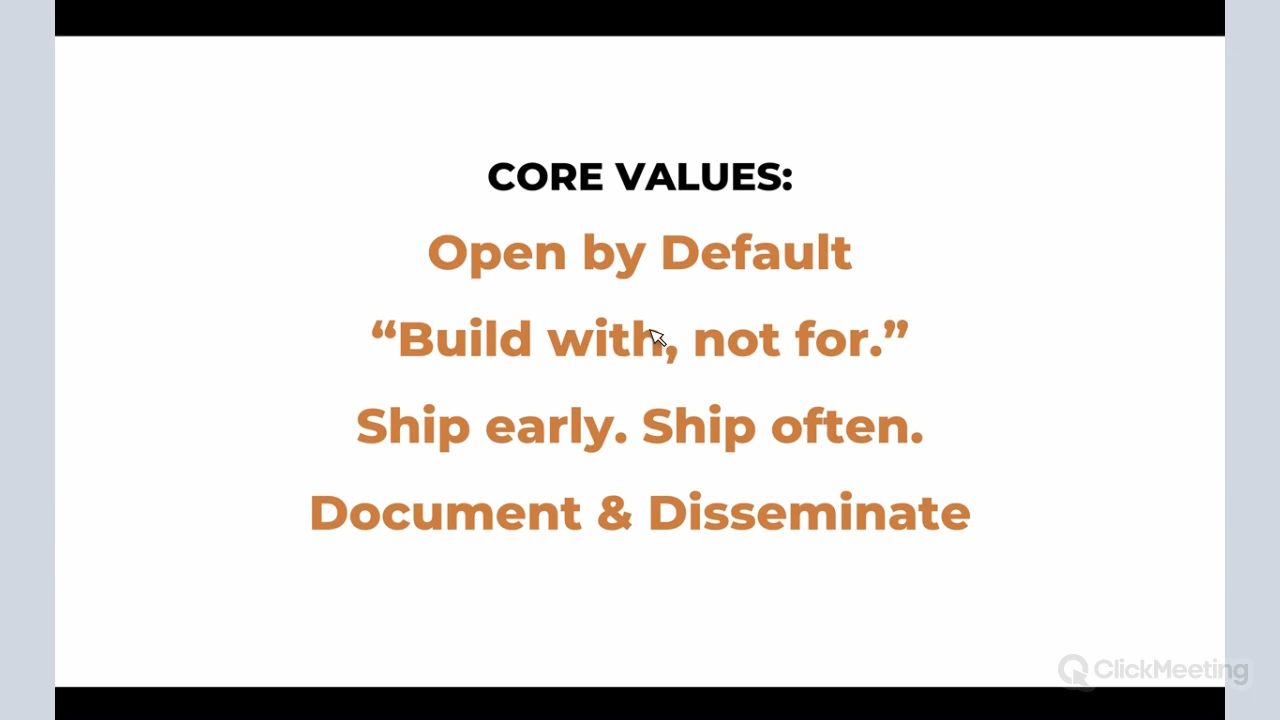 CORE VALUES:
Open by Default
“Build with, not for.”
Ship early. Ship often.
Document & Disseminate
ClickMeeting